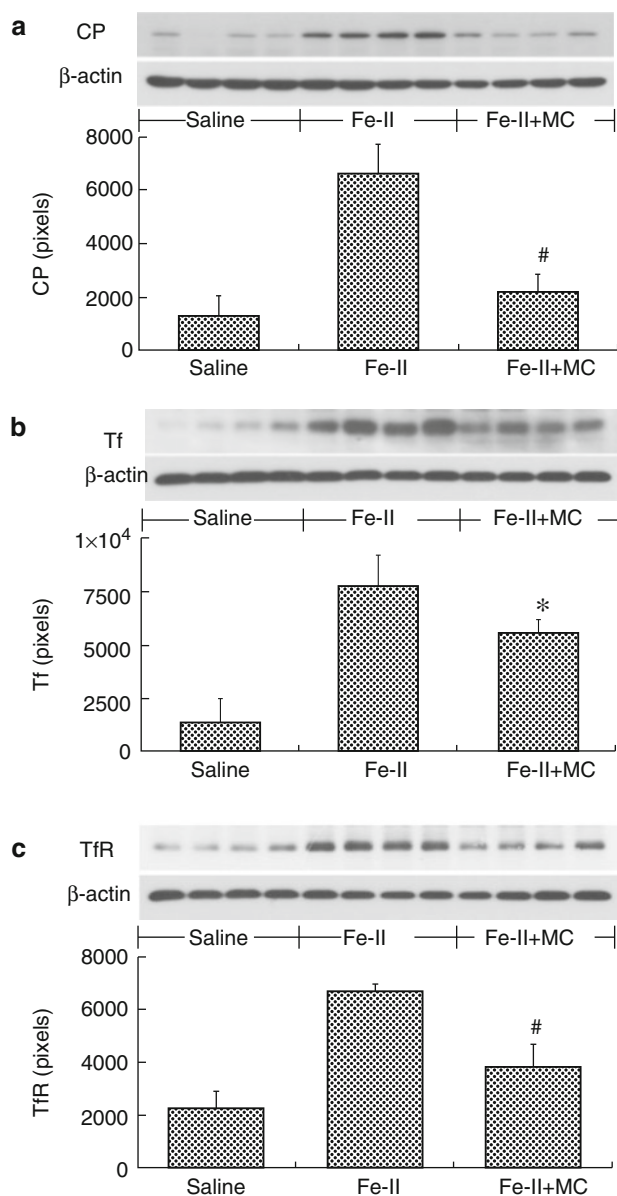 a
CP
β-actin
Saline Fe-II Fe-II+MC
8000
6000
4000
2000
0
CP (pixels)
#
Saline Fe-II Fe-II+MC
b
Tf
β-actin
Saline Fe-II Fe-II+MC
1×10⁴
7500
5000
2500
0
Tf (pixels)
*
Saline Fe-II Fe-II+MC
c
TfR
β-actin
Saline Fe-II Fe-II+MC
8000
6000
4000
2000
0
TfR (pixels)
#
Saline Fe-II Fe-II+MC